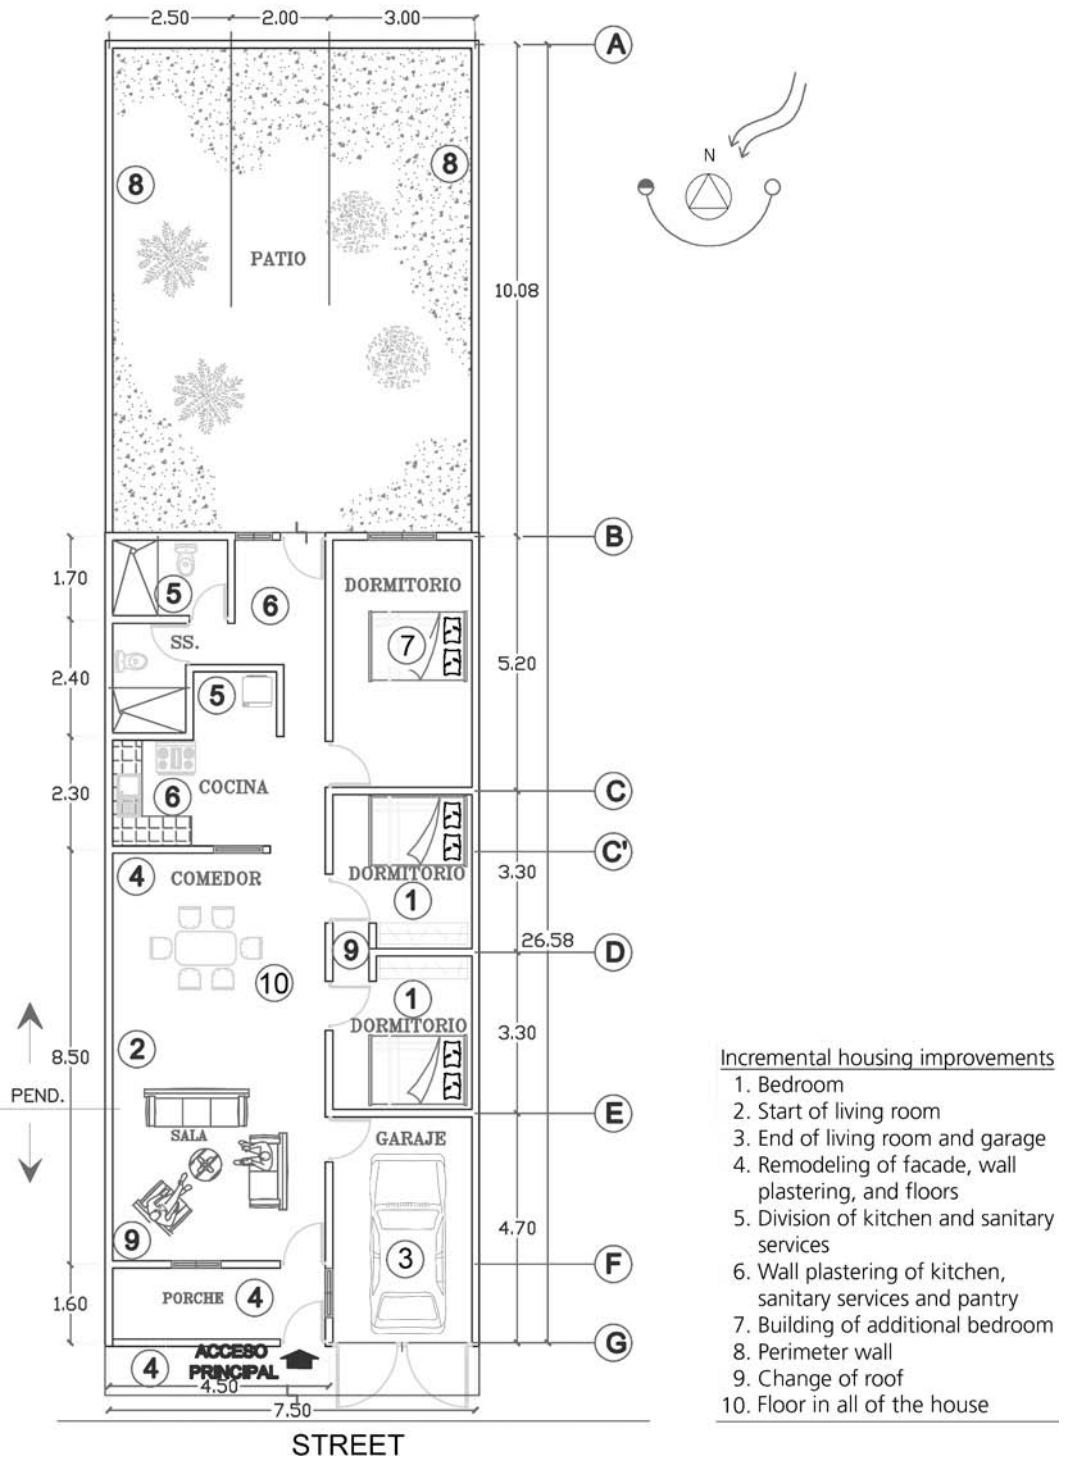 2.50
2.00
3.00
A
N
8
8
PATIO
10.08
B
1.70
5
6
DORMITORIO
SS.
7
5.20
2.40
5
2.30
6
COCINA
C
C'
4
COMEDOR
DORMITORIO
3.30
1
9
26.58
D
10
1
DORMITORIO
3.30
2
8.50
PEND.
E
SALA
GARAJE
9
4.70
3
F
1.60
PORCHE
4
G
ACCESO
PRINCIPAL
4
4.50
7.50
STREET
Incremental housing improvements
1. Bedroom
2. Start of living room
3. End of living room and garage
4. Remodeling of facade, wall
plastering, and floors
5. Division of kitchen and sanitary
services
6. Wall plastering of kitchen,
sanitary services and pantry
7. Building of additional bedroom
8. Perimeter wall
9. Change of roof
10. Floor in all of the house